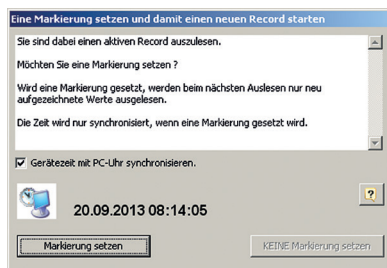 Eine Markierung setzen und damit einen neuen Record starten
Sie sind dabei einen aktiven Record auszulesen.
Möchten Sie eine Markierung setzen ?
Wird eine Markierung gesetzt, werden beim nächsten Auslesen nur neu
aufgezeichnete Werte ausgelesen.
Die Zeit wird nur synchronisiert, wenn eine Markierung gesetzt wird.
Gerätezeit mit PC-Uhr synchronisieren.
?
20.09.2013 08:14:05
Markierung setzen
KEINE Markierung setzen